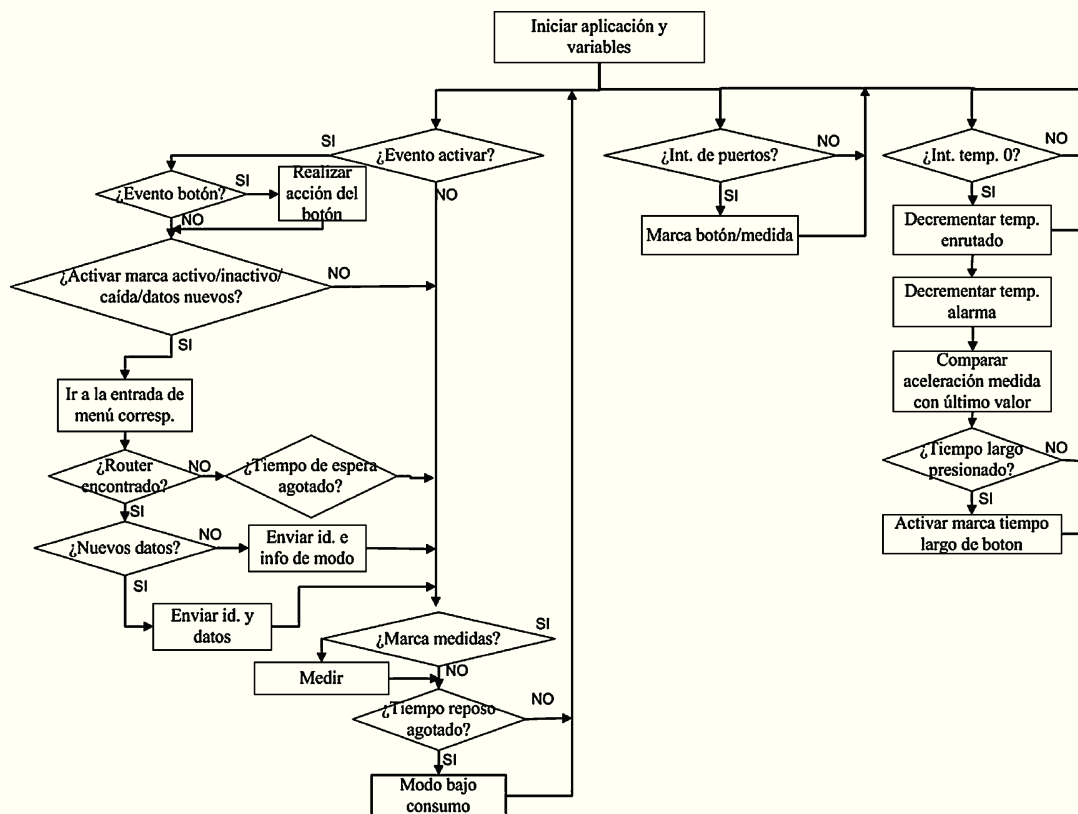 Iniciar aplicación y
variables
SI
¿Evento activar?
NO
¿Evento botón?
SI
Realizar
acción del
botón
NO
¿Activar marca activo/inactivo/
caída/datos nuevos?
NO
SI
Ir a la entrada de
menú corresp.
¿Router
encontrado?
NO
¿Tiempo de espera
agotado?
SI
¿Nuevos datos?
NO
Enviar id. e
info de modo
SI
Enviar id. y
datos
¿Marca medidas?
SI
Medir
NO
¿Tiempo reposo
agotado?
NO
SI
Modo bajo
consumo
¿Int. de puertos?
NO
SI
Marca botón/medida
¿Int. temp. 0?
NO
SI
Decrementar temp.
enrutado
Decrementar temp.
alarma
Comparar
aceleración medida
con último valor
¿Tiempo largo
presionado?
NO
SI
Activar marca tiempo
largo de boton